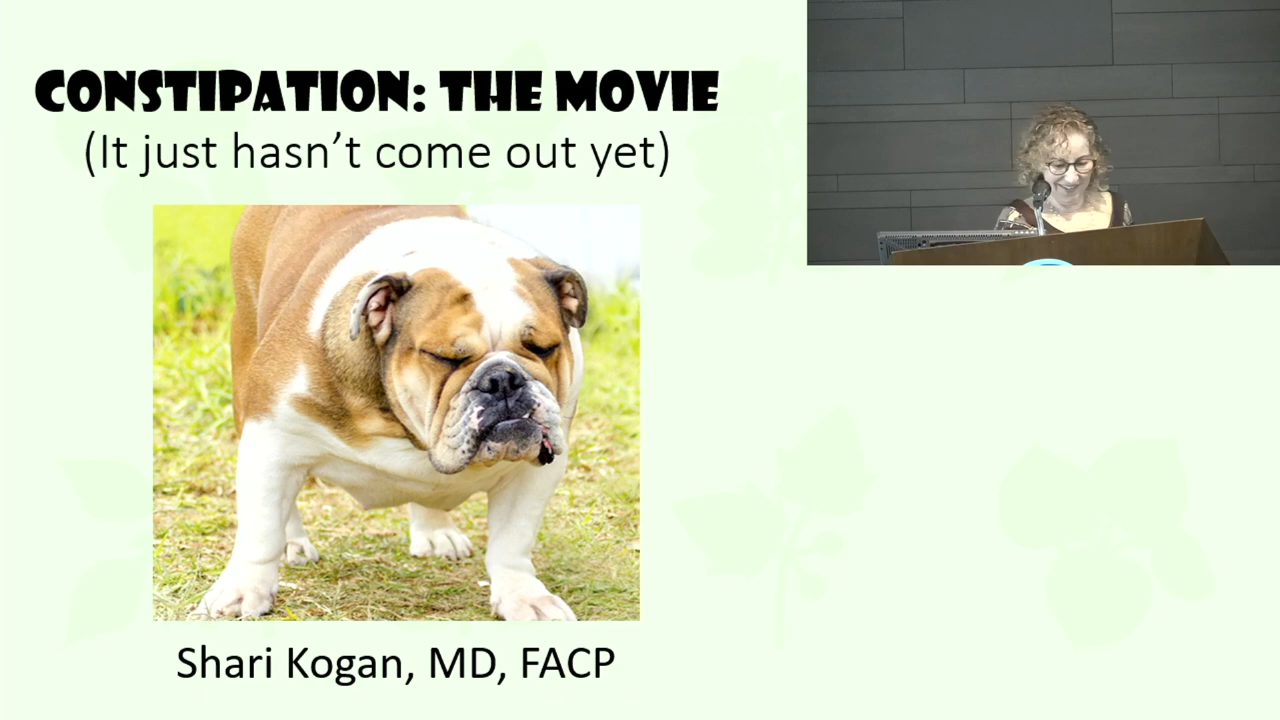 CONSTIPATION: THE MOVIE
(It just hasn’t come out yet)
Shari Kogan, MD, FACP